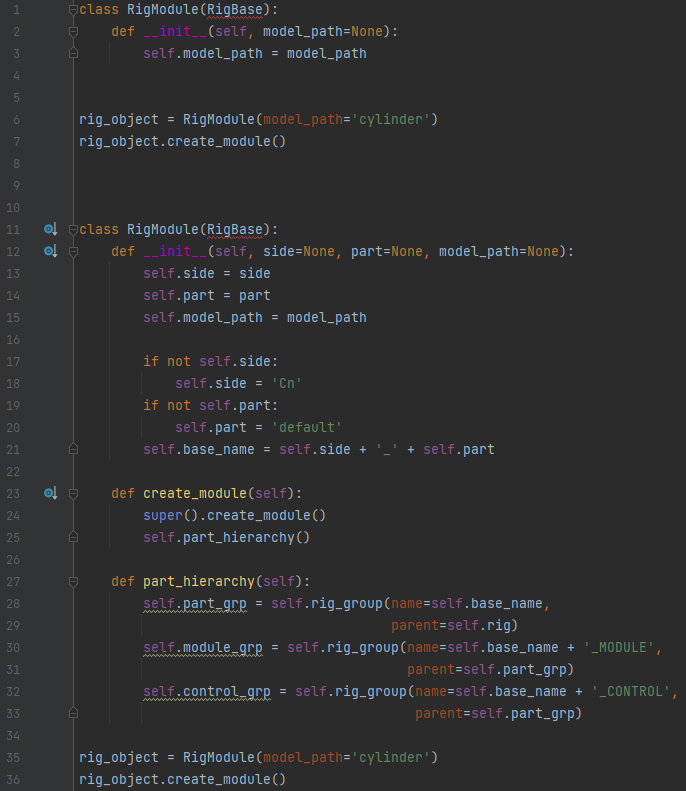 1 class RigModule(RigBase):
2     def __init__(self, model_path=None):
3         self.model_path = model_path
4
5
6 rig_object = RigModule(model_path='cylinder')
7 rig_object.create_module()
8
9
10
11 class RigModule(RigBase):
12     def __init__(self, side=None, part=None, model_path=None):
13         self.side = side
14         self.part = part
15         self.model_path = model_path
16
17         if not self.side:
18             self.side = 'Cn'
19         if not self.part:
20             self.part = 'default'
21         self.base_name = self.side + '_' + self.part
22
23     def create_module(self):
24         super().create_module()
25         self.part_hierarchy()
26
27     def part_hierarchy(self):
28         self.part_grp = self.rig_group(name=self.base_name,
29                                        parent=self.rig)
30         self.module_grp = self.rig_group(name=self.base_name + '_MODULE',
31                                          parent=self.part_grp)
32         self.control_grp = self.rig_group(name=self.base_name + '_CONTROL',
33                                           parent=self.part_grp)
34
35 rig_object = RigModule(model_path='cylinder')
36 rig_object.create_module()